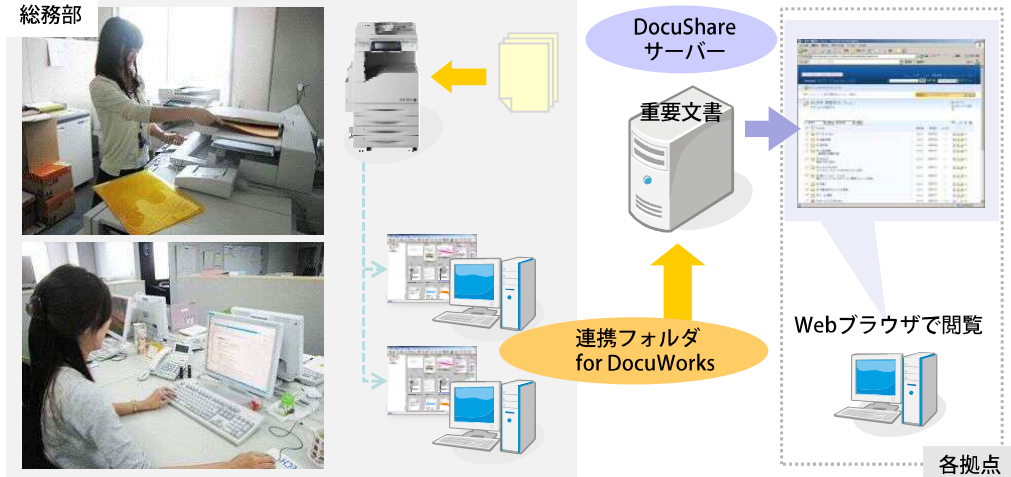 総務部
DocuShare
サーバー
重要文書
連携フォルダ
for DocuWorks
Webブラウザで閲覧
各拠点